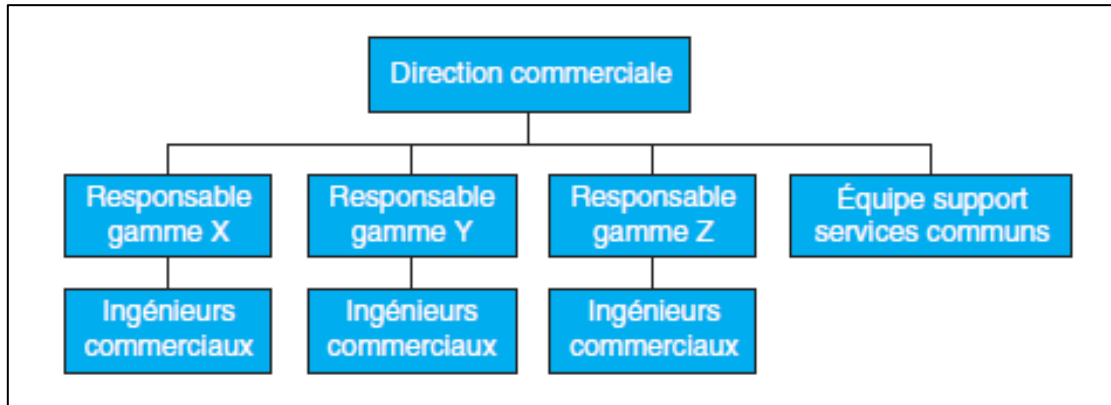 Direction commerciale
Responsable
gamme X
Responsable
gamme Y
Responsable
gamme Z
Équipe support
services communs
Ingénieurs
commerciaux
Ingénieurs
commerciaux
Ingénieurs
commerciaux